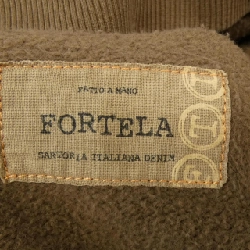 FATTO A MANO
FORTELA
SARTORIA ITALIANA DENIM